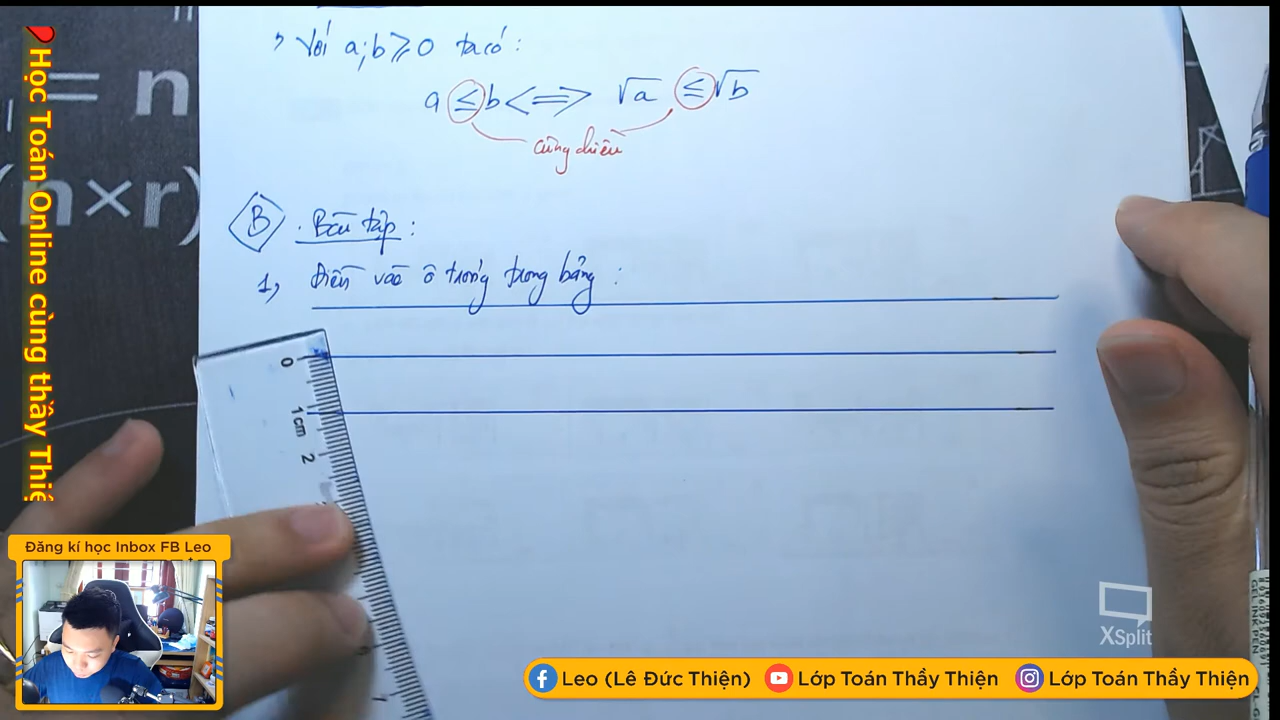 , Với a;b ≥ 0 ta có :
a ≤ b <=> √a ≤ √b
cùng chiều
B . Bài tập :
1, Điền vào ô trống trong bảng :
0 1cm 2
= n
(n×r)
Học Toán Online cùng thầy Thiệ
Đăng kí học Inbox FB Leo
XSplit
Leo (Lê Đức Thiện) Lớp Toán Thầy Thiện Lớp Toán Thầy Thiện